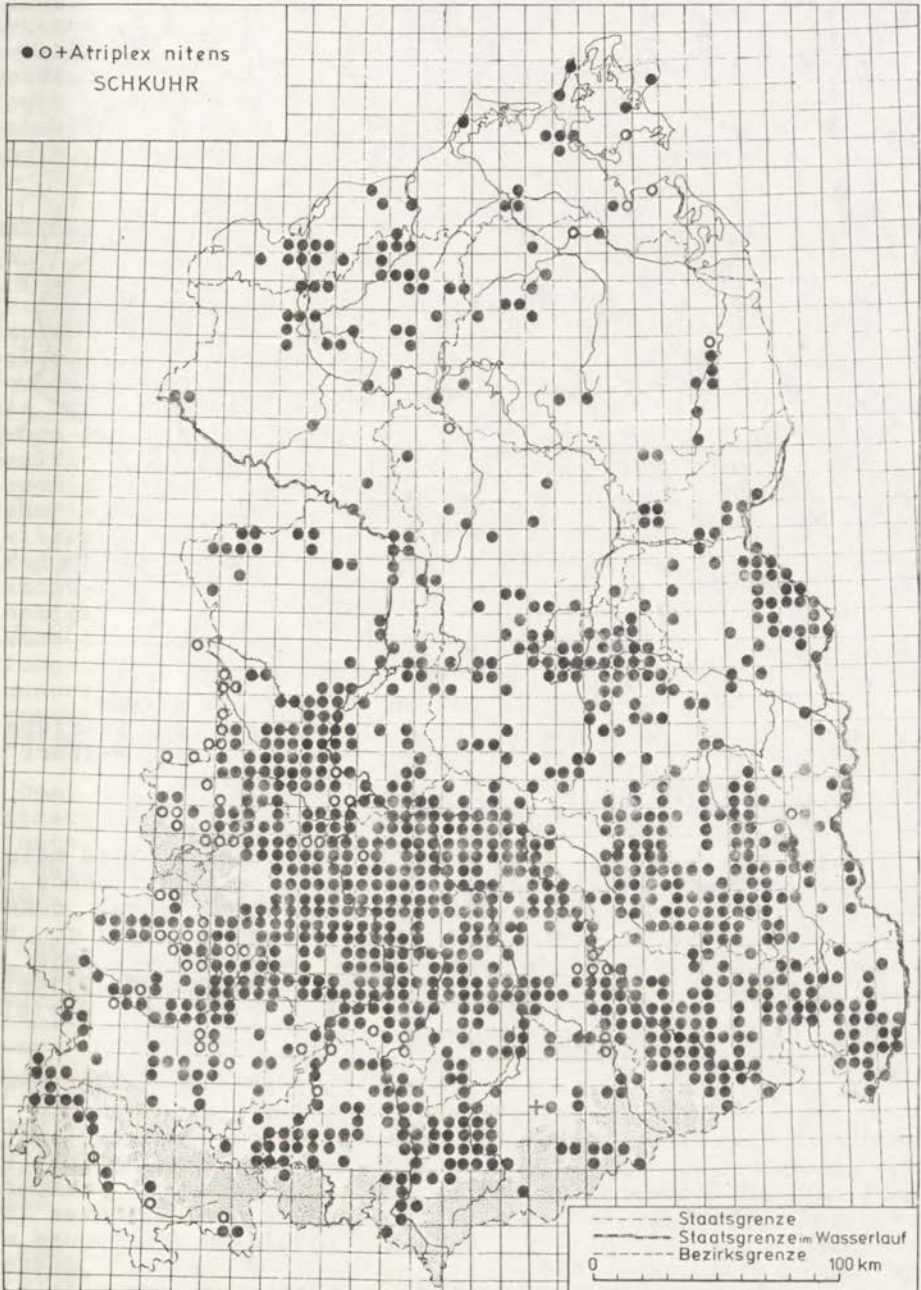 ●○+Atriplex nitens
SCHKUHR
Staatsgrenze
Staatsgrenze im Wasserlauf
Bezirksgrenze
0 100 km